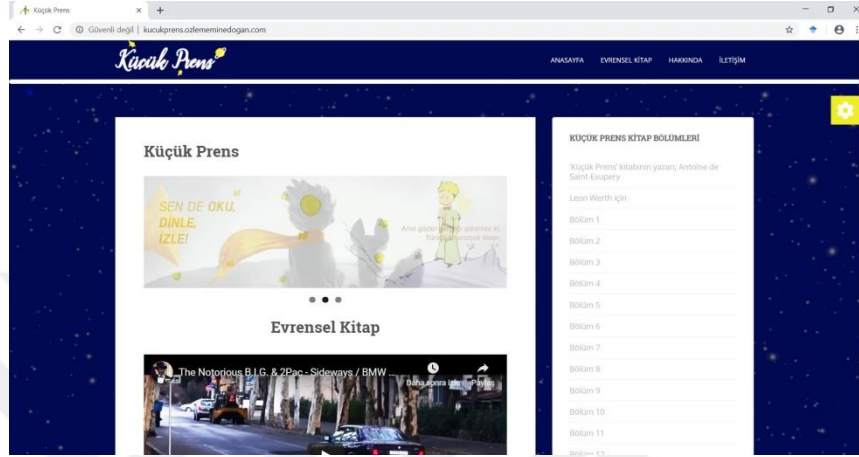 Küçük Prens
Güvenli değil | kucukprens.ozlememinedogan.com
Küçük Prens
ANASAYFA EVRENSEL KİTAP HAKKINDA İLETİŞİM
Küçük Prens
SEN DE OKU,
DİNLE,
İZLE!
Evrensel Kitap
The Notorious B.I.G. & 2Pac - Sideways / BMW ...
Daha sonra
Paylaş
KÜÇÜK PRENS KİTAP BÖLÜMLERİ
'Küçük Prens' kitabının yazarı; Antoine de
Saint-Exupery
Leon Werth için
Bölüm 1
Bölüm 2
Bölüm 3
Bölüm 4
Bölüm 5
Bölüm 6
Bölüm 7
Bölüm 8
Bölüm 9
Bölüm 10
Bölüm 11
Bölüm 12